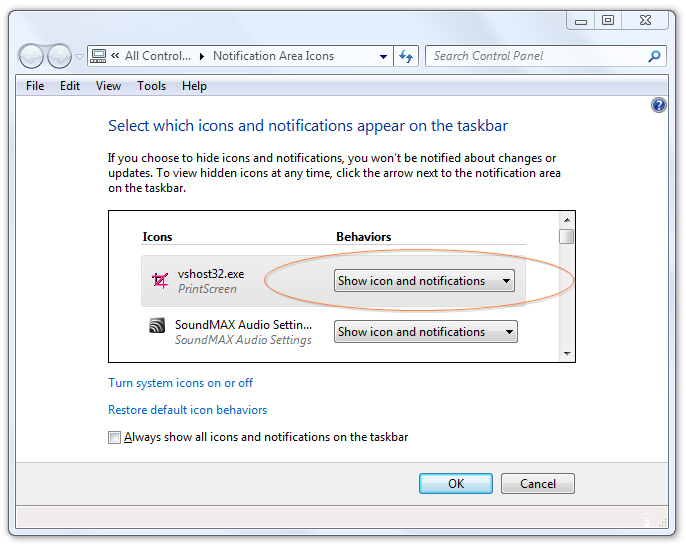 « All Control... ▸ Notification Area Icons
Search Control Panel
File Edit View Tools Help
Select which icons and notifications appear on the taskbar
If you choose to hide icons and notifications, you won't be notified about changes or
updates. To view hidden icons at any time, click the arrow next to the notification area
on the taskbar.
Icons Behaviors
vshost32.exe
PrintScreen
Show icon and notifications
SoundMAX Audio Settin...
SoundMAX Audio Settings
Show icon and notifications
Turn system icons on or off
Restore default icon behaviors
Always show all icons and notifications on the taskbar
OK Cancel